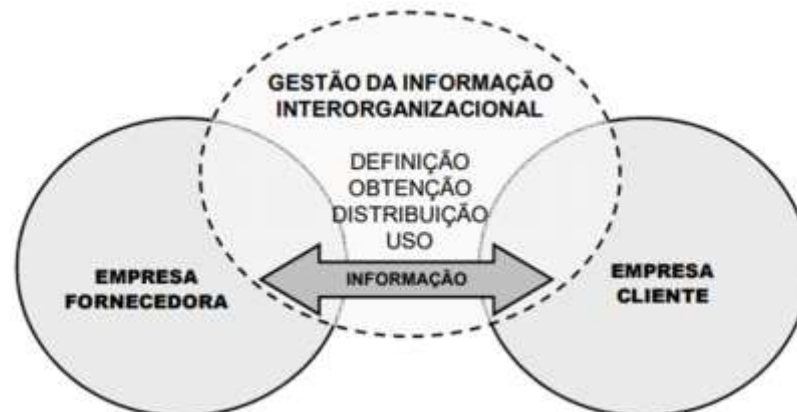 GESTÃO DA INFORMAÇÃO
INTERORGANIZACIONAL
DEFINIÇÃO
OBTENÇÃO
DISTRIBUIÇÃO
USO
INFORMAÇÃO
EMPRESA
FORNECEDORA
EMPRESA
CLIENTE